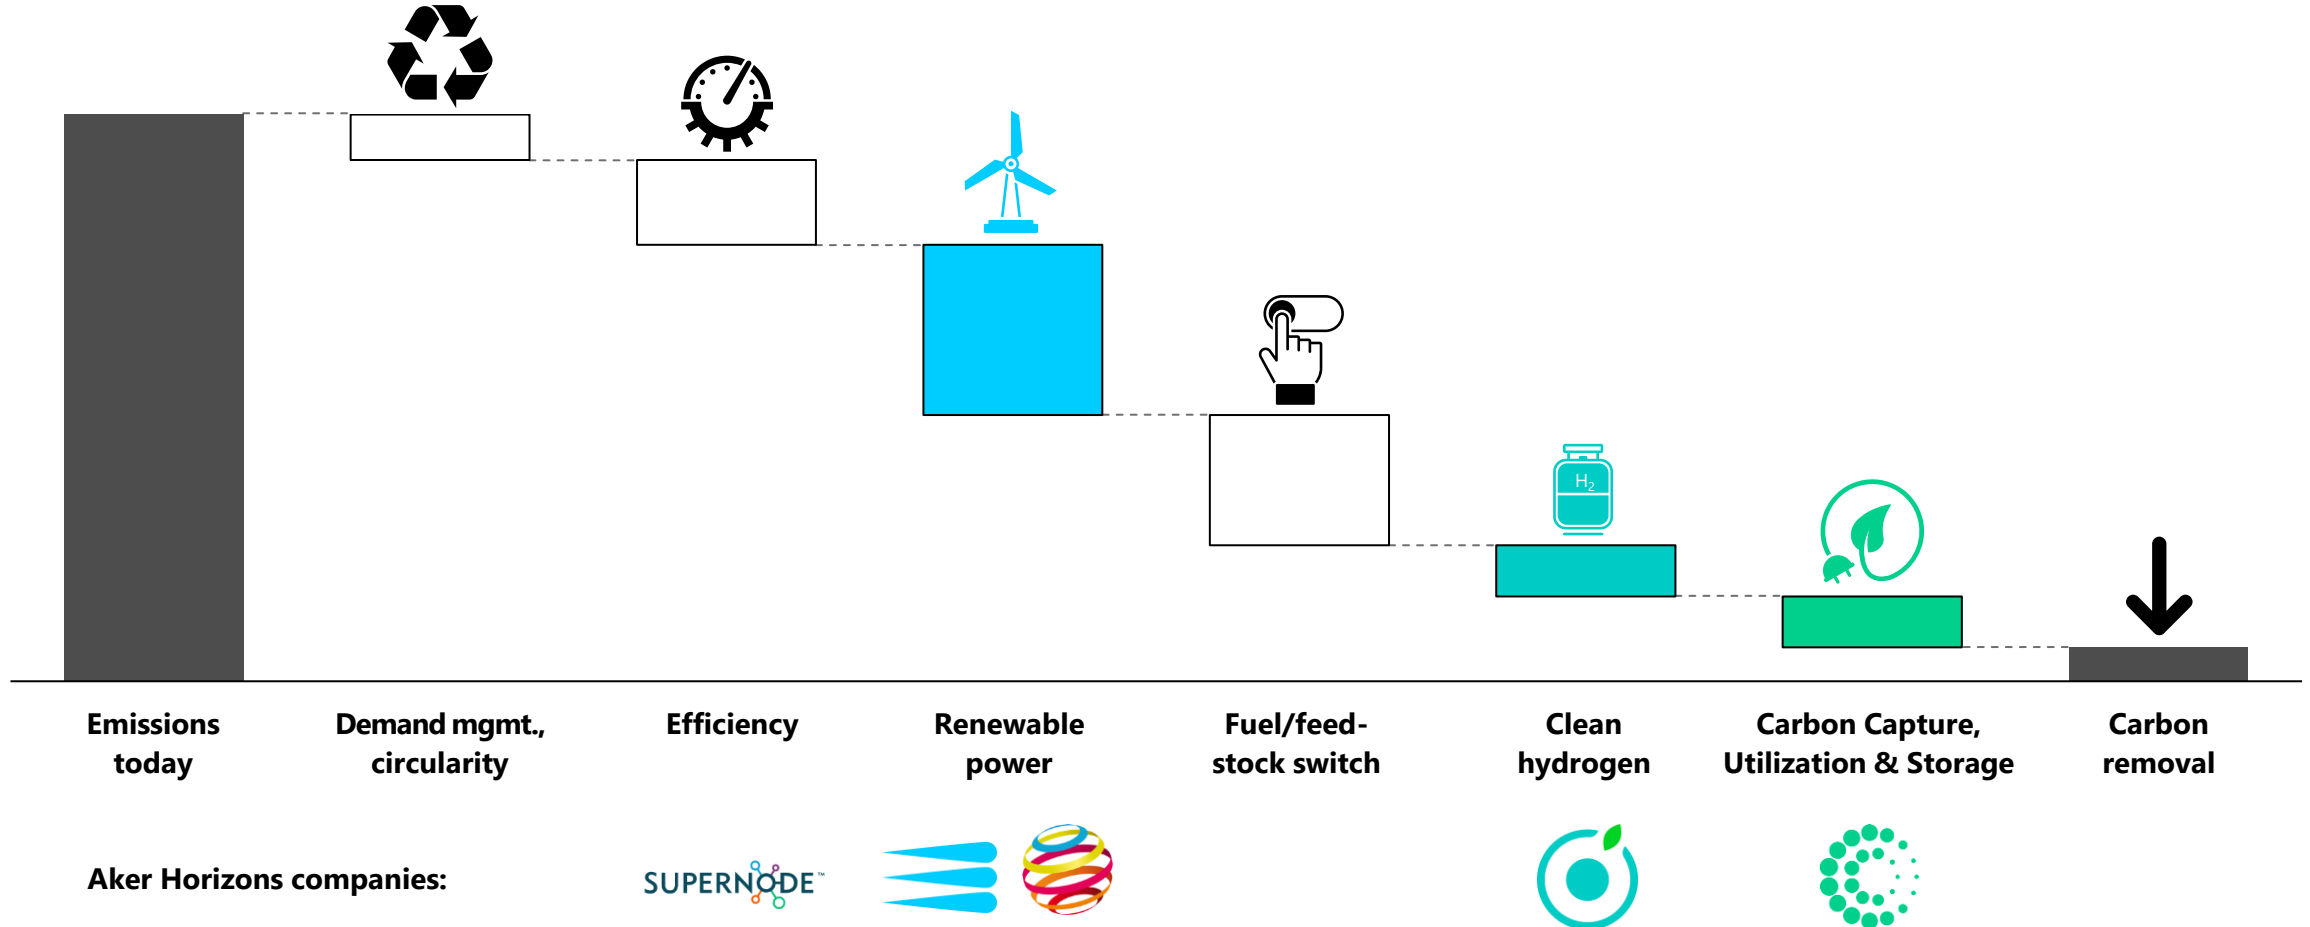 H2
Emissions
today
Demand mgmt.,
circularity
Efficiency
Renewable
power
Fuel/feed-
stock switch
Clean
hydrogen
Carbon Capture,
Utilization & Storage
Carbon
removal
Aker Horizons companies:
SUPERNODE™